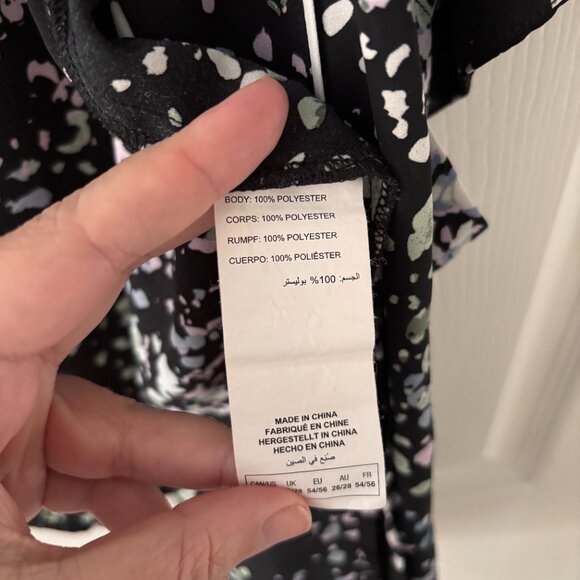 BODY: 100% POLYESTER
CORPS: 100% POLYESTER
RUMPF: 100% POLYESTER
CUERPO: 100% POLIÉSTER
الجسم: 100% بوليستر
MADE IN CHINA
FABRIQUÉ EN CHINE
HERGESTELLT IN CHINA
HECHO EN CHINA
صُنِع في الصين
CAN/US UK EU AU FR
54/56 26/28 54/56